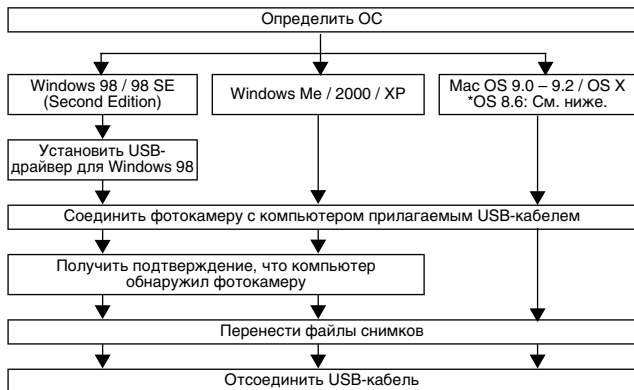 Определить ОС
Windows 98 / 98 SE
(Second Edition)
Windows Me / 2000 / XP
Mac OS 9.0 – 9.2 / OS X
*OS 8.6: См. ниже.
Установить USB-
драйвер для Windows 98
Соединить фотокамеру с компьютером прилагаемым USB-кабелем
Получить подтверждение, что компьютер
обнаружил фотокамеру
Перенести файлы снимков
Отсоединить USB-кабель